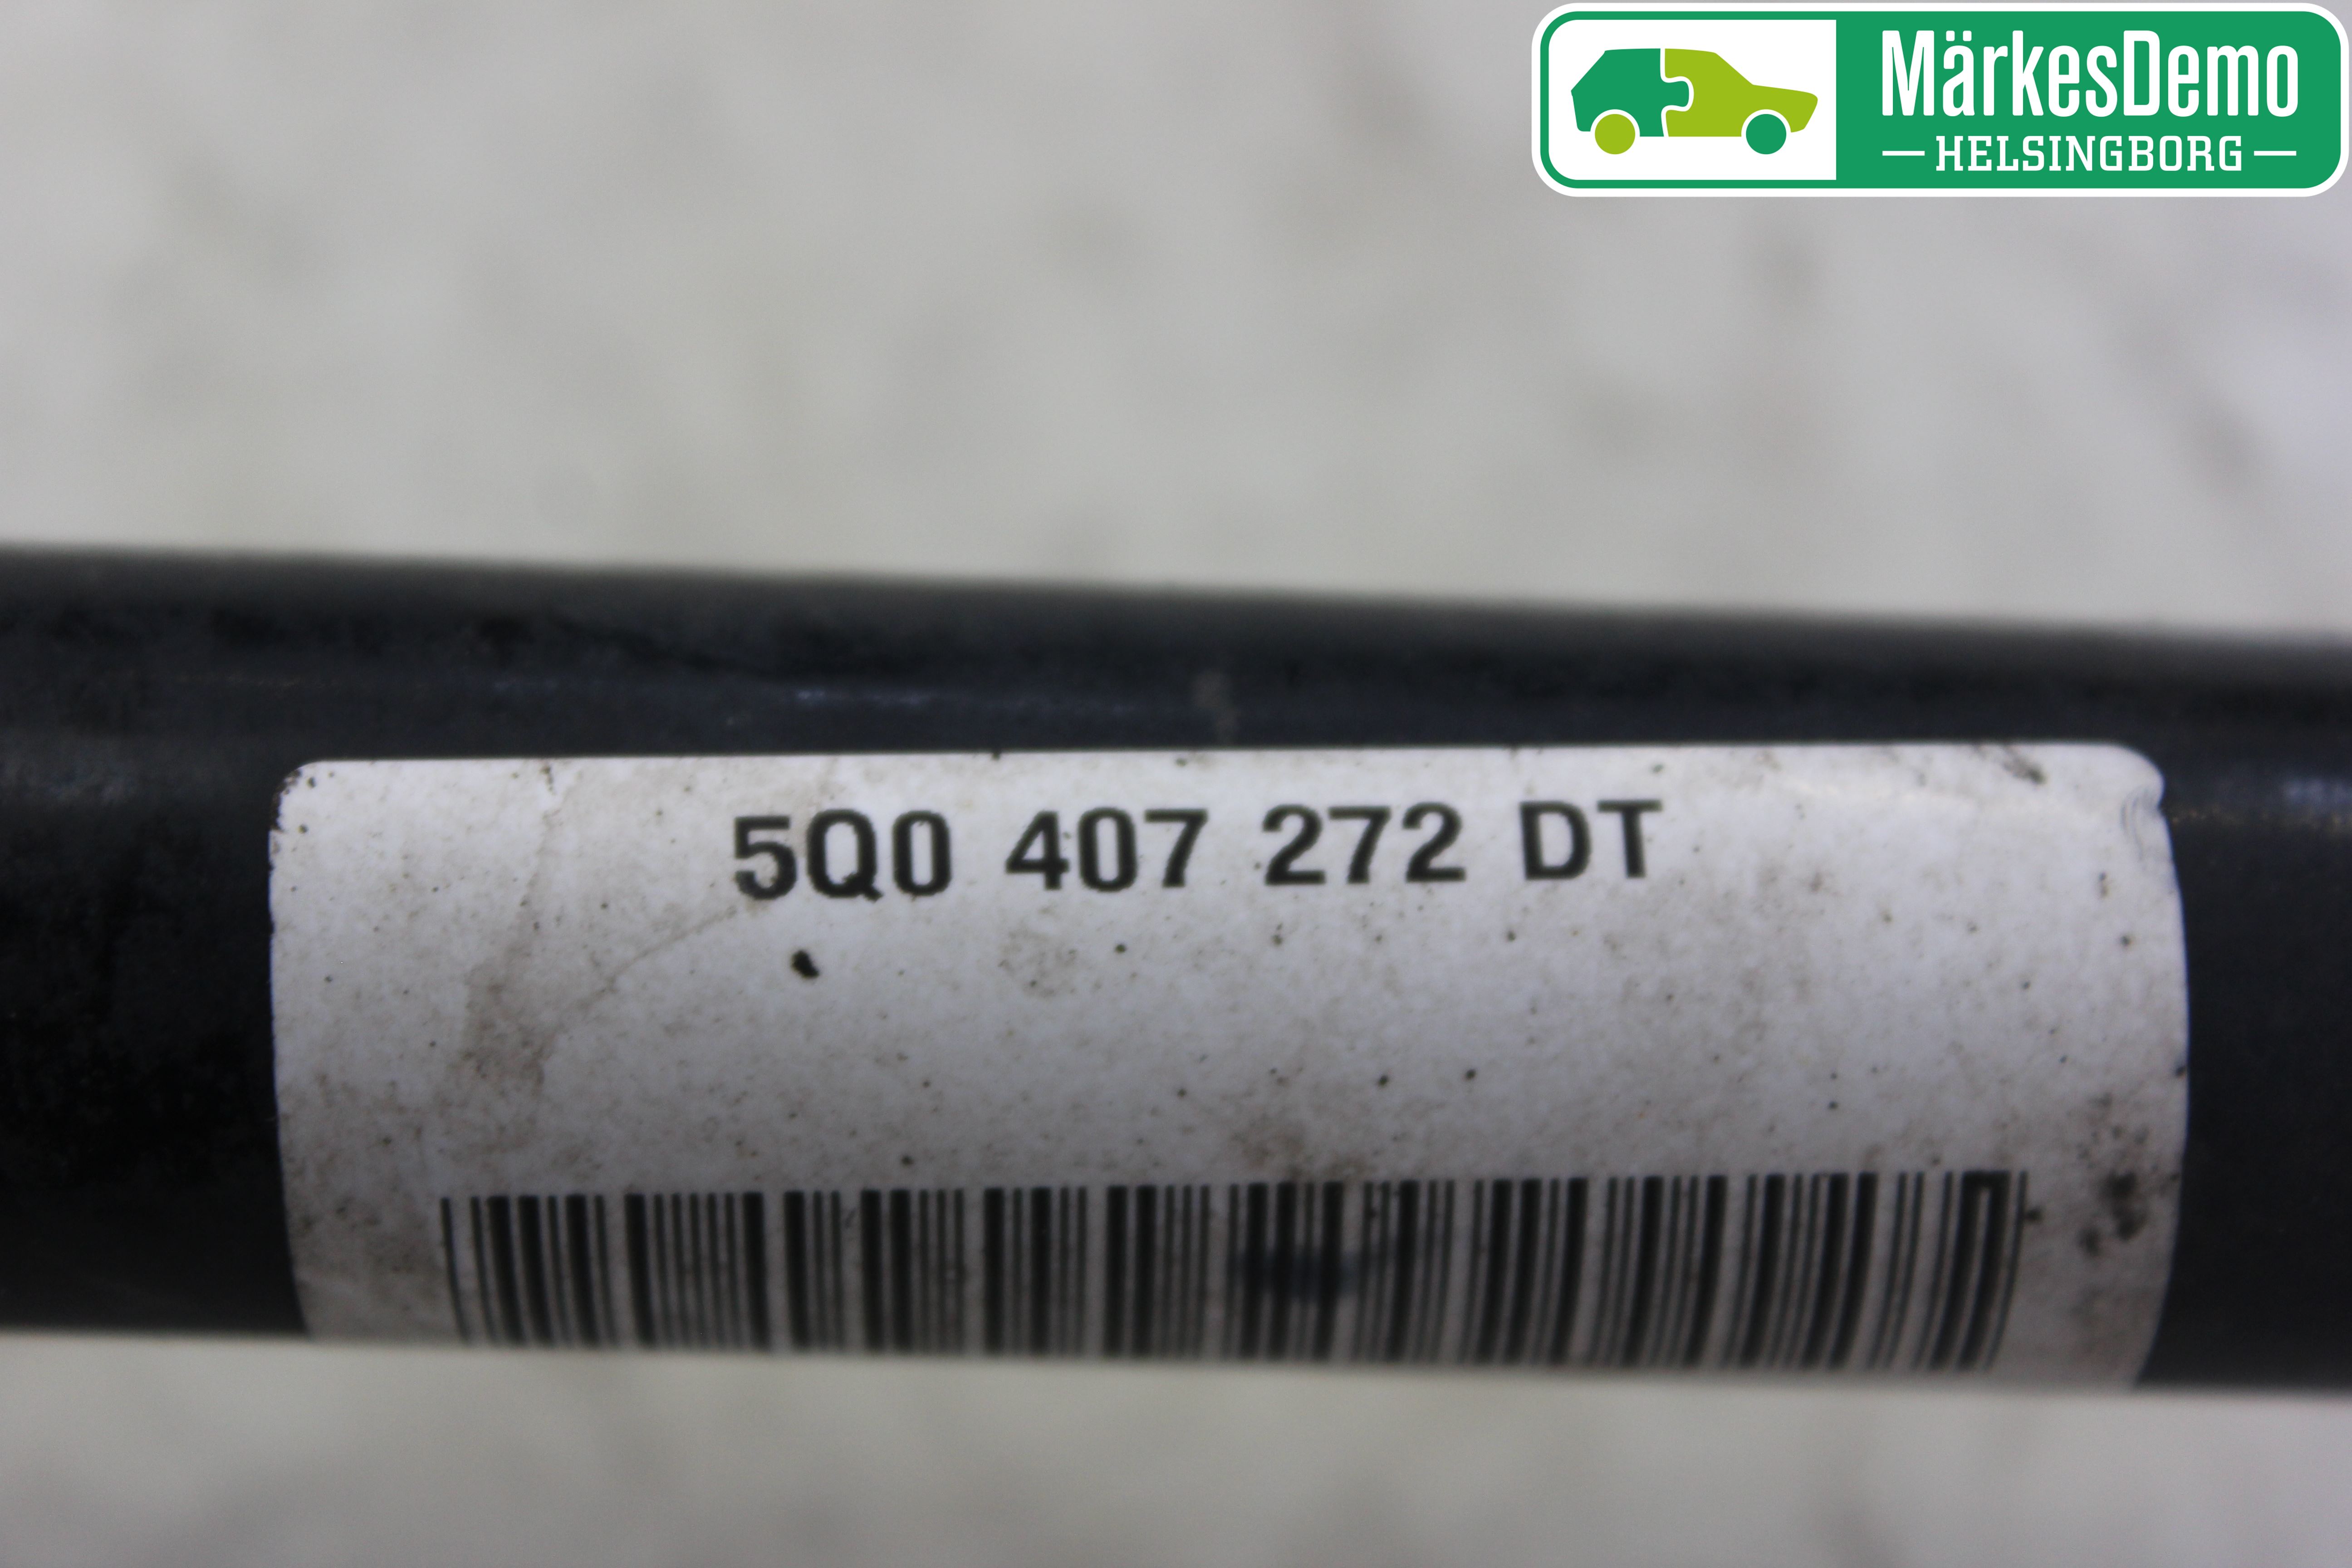 MärkesDemo
HELSINGBORG
5Q0 407 272 DT